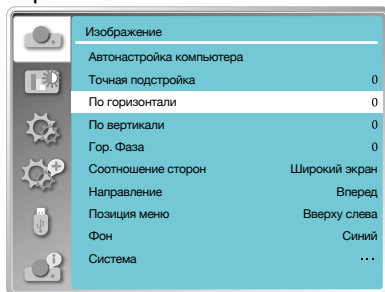 Изображение
Автонастройка компьютера
Точная подстройка 0
По горизонтали 0
По вертикали 0
Гор. Фаза 0
Соотношение сторон Широкий экран
Направление Вперед
Позиция меню Вверху слева
Фон Синий
Система ...